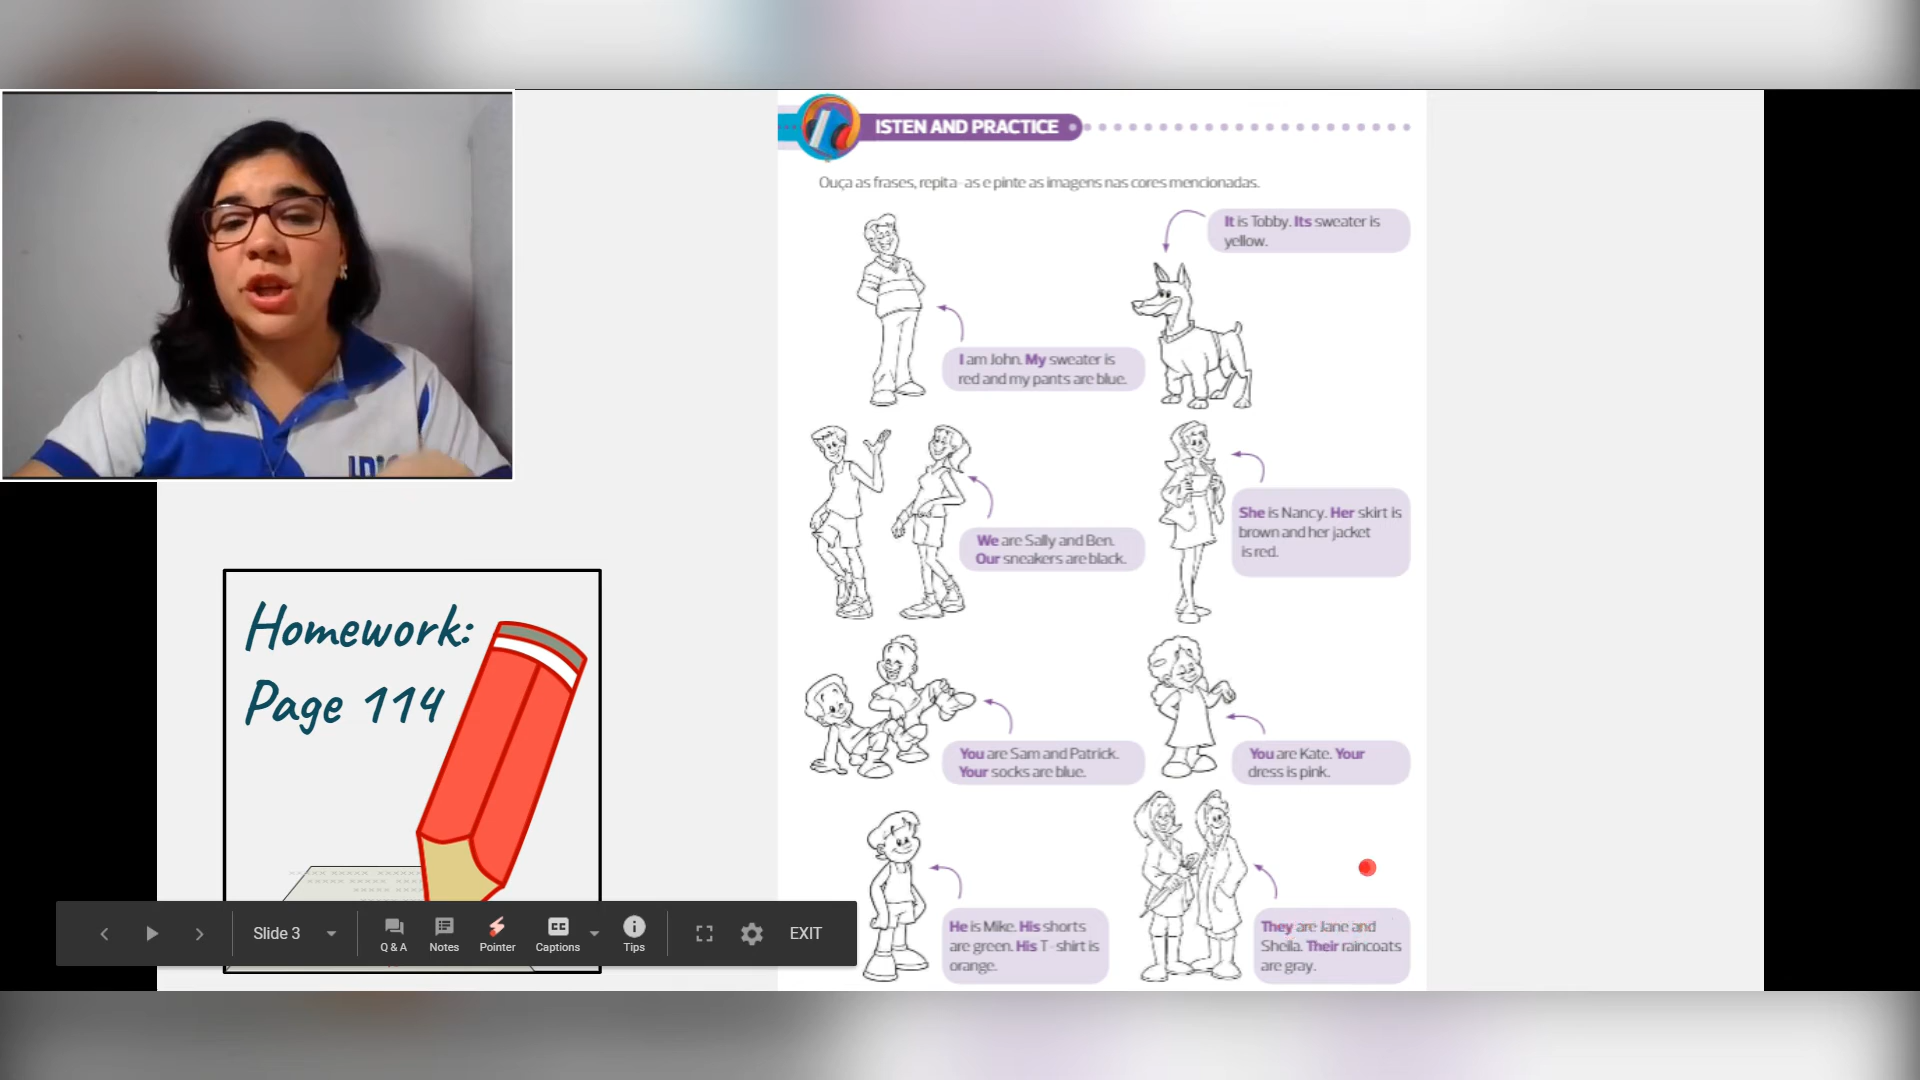 ISTEN AND PRACTICE
Ouça as frases, repita-as e pinte as imagens nas cores mencionadas.
It is Tobby. Its sweater is
yellow.
I am John. My sweater is
red and my pants are blue.
We are Sally and Ben.
Our sneakers are black.
She is Nancy. Her skirt is
brown and her jacket
is red.
You are Sam and Patrick.
Your socks are blue.
You are Kate. Your
dress is pink.
He is Mike. His shorts
are green. His T-shirt is
orange.
They are Jane and
Sheila. Their raincoats
are gray.
Homework:
Page 114
Slide 3
Q & A
Notes
Pointer
CC
Captions
Tips
EXIT